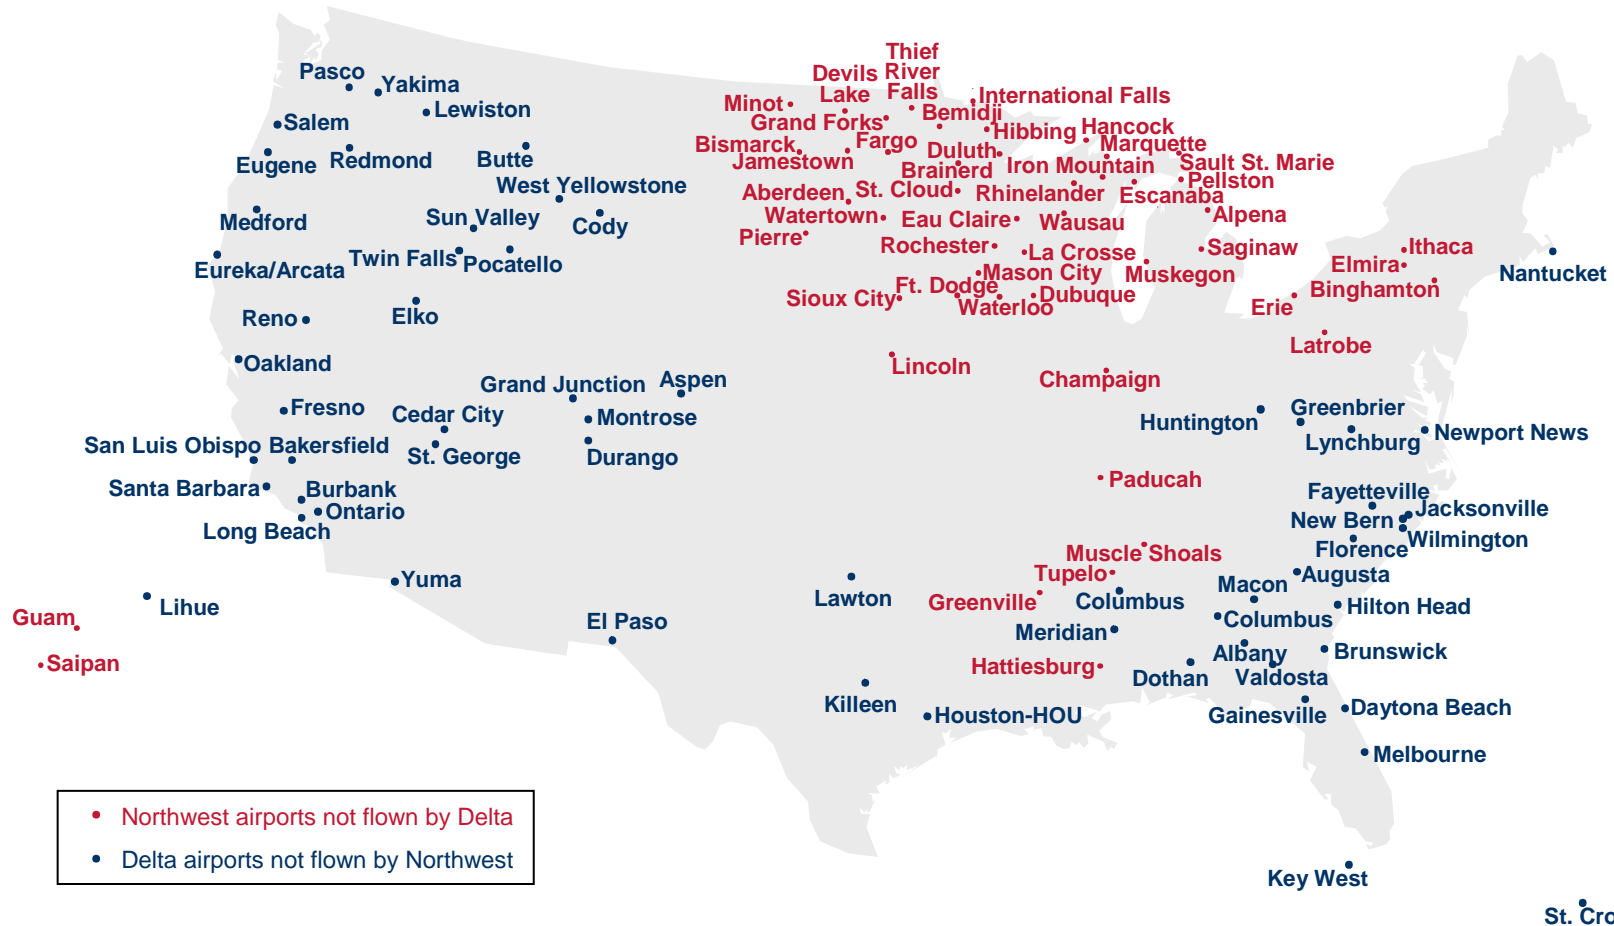 Thief
River
Falls
Devils
Lake
Pasco
Yakima
Lewiston
Minot
International Falls
Bemidji
Grand Forks
Salem
Hibbing
Hancock
Bismarck
Fargo
Marquette
Jamestown
Duluth
Eugene
Redmond
Butte
Brainerd
Iron Mountain
Sault St. Marie
Pellston
West Yellowstone
Aberdeen
St. Cloud
Rhinelander
Escanaba
Medford
Sun Valley
Cody
Watertown
Eau Claire
Wausau
Alpena
Pierre
Rochester
La Crosse
Saginaw
Ithaca
Eureka/Arcata
Twin Falls
Pocatello
Mason City
Muskegon
Elmira
Nantucket
Ft. Dodge
Binghamton
Sioux City
Waterloo
Dubuque
Erie
Reno
Elko
Latrobe
Oakland
Lincoln
Champaign
Grand Junction
Aspen
Fresno
Cedar City
Montrose
Huntington
Greenbrier
Lynchburg
Newport News
San Luis Obispo
Bakersfield
St. George
Durango
Santa Barbara
Burbank
Ontario
Long Beach
Paducah
Fayetteville
Jacksonville
New Bern
Wilmington
Florence
Muscle Shoals
Tupelo
Yuma
Lihue
Lawton
Greenville
Columbus
Macon
Augusta
Hilton Head
Guam
El Paso
Meridian
Columbus
Saipan
Hattiesburg
Albany
Brunswick
Dothan
Valdosta
Killeen
Houston-HOU
Gainesville
Daytona Beach
Melbourne
Northwest airports not flown by Delta
Delta airports not flown by Northwest
Key West
St. Cro